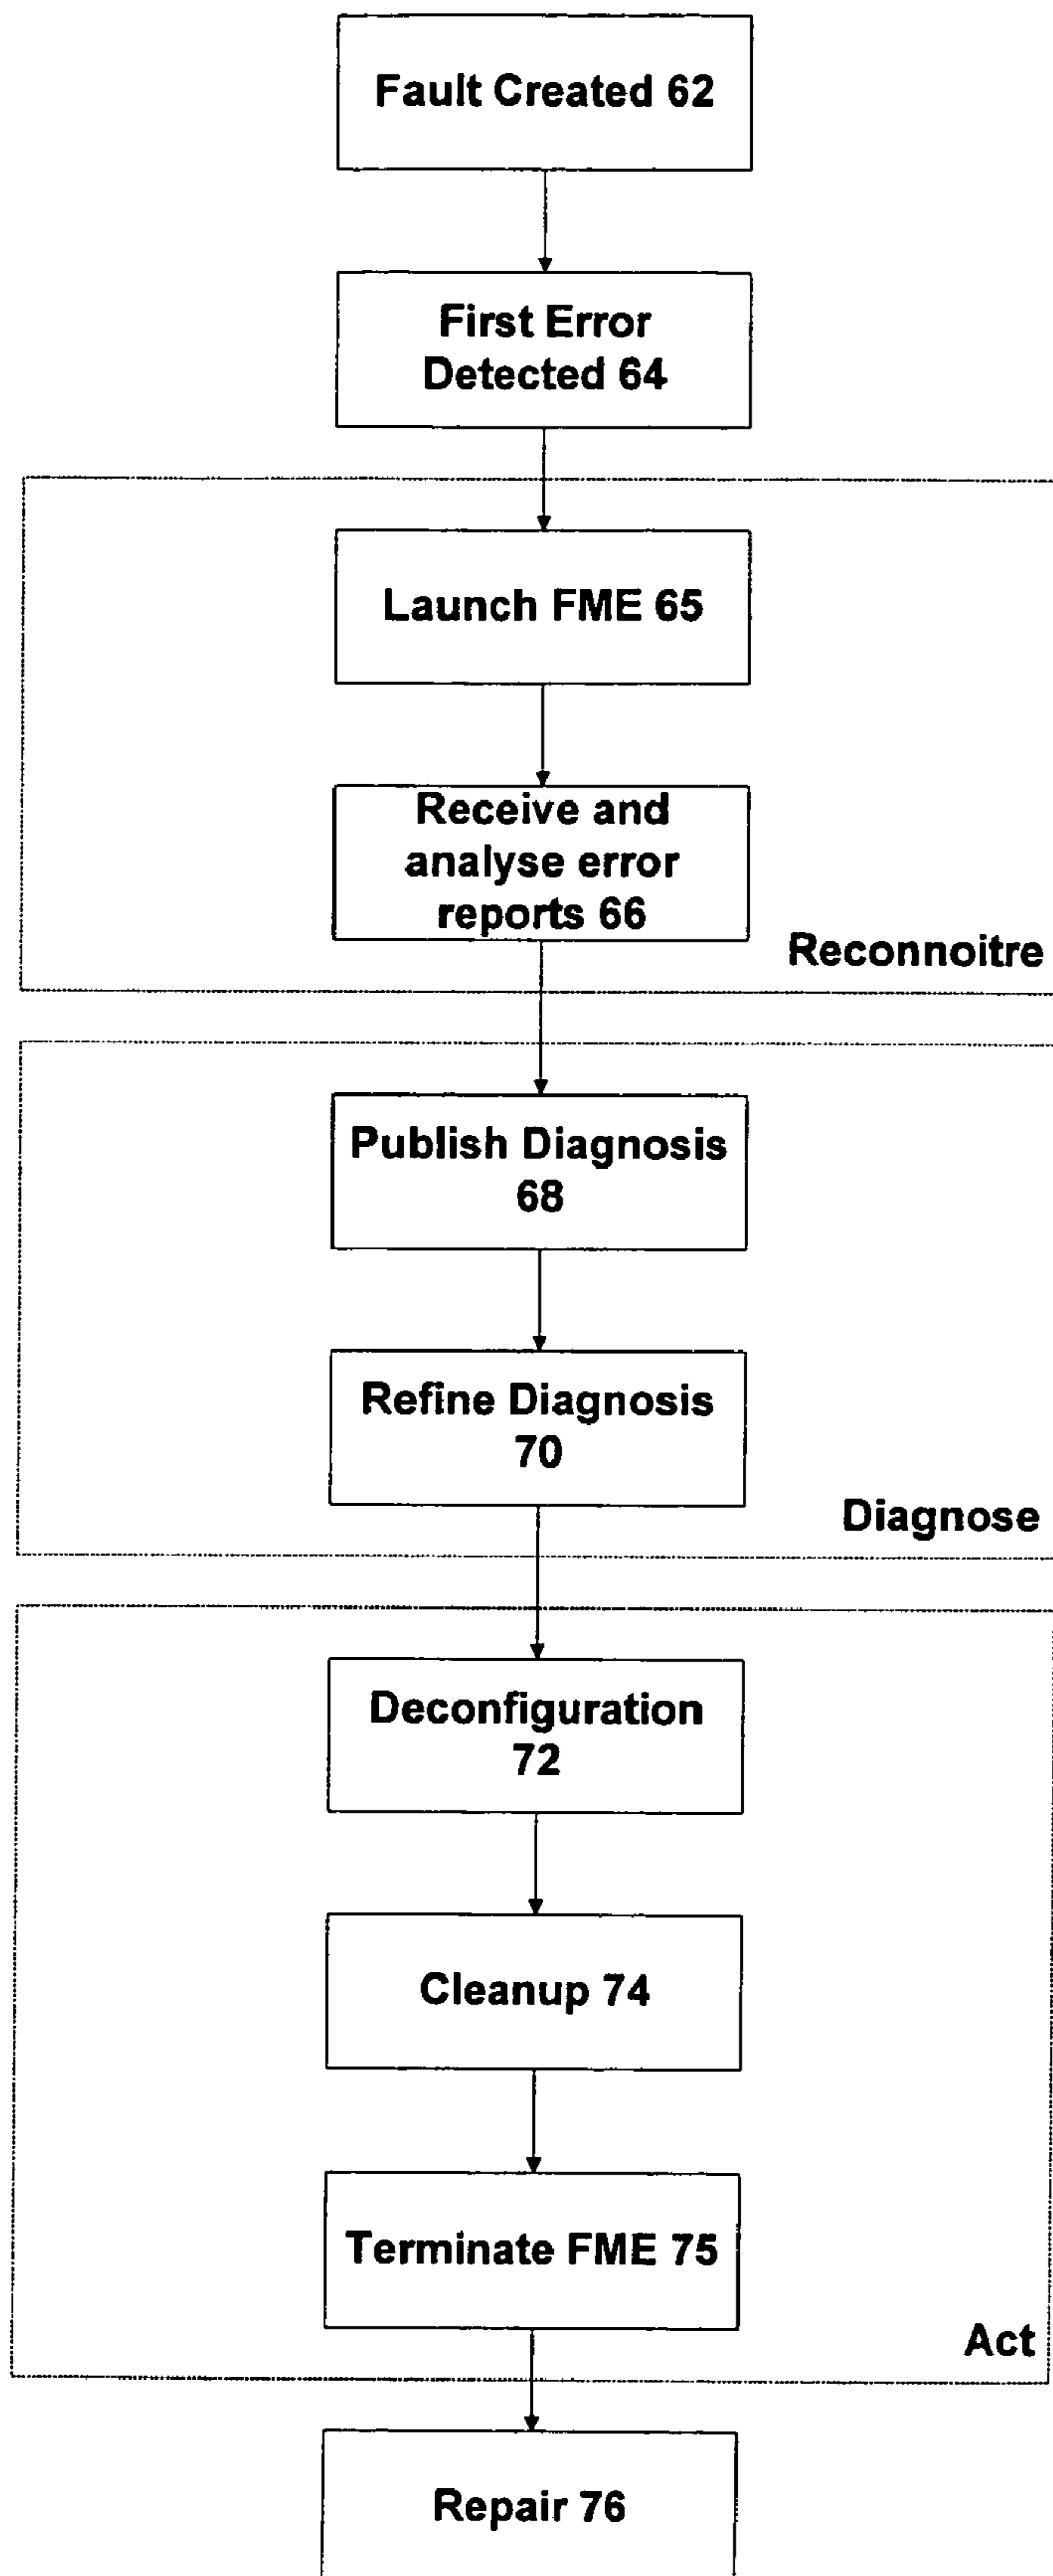 Fault Created 62
First Error
Detected 64
Launch FME 65
Receive and
analyse error
reports 66
Reconnoitre
Publish Diagnosis
68
Refine Diagnosis
70
Diagnose
Deconfiguration
72
Cleanup 74
Terminate FME 75
Act
Repair 76